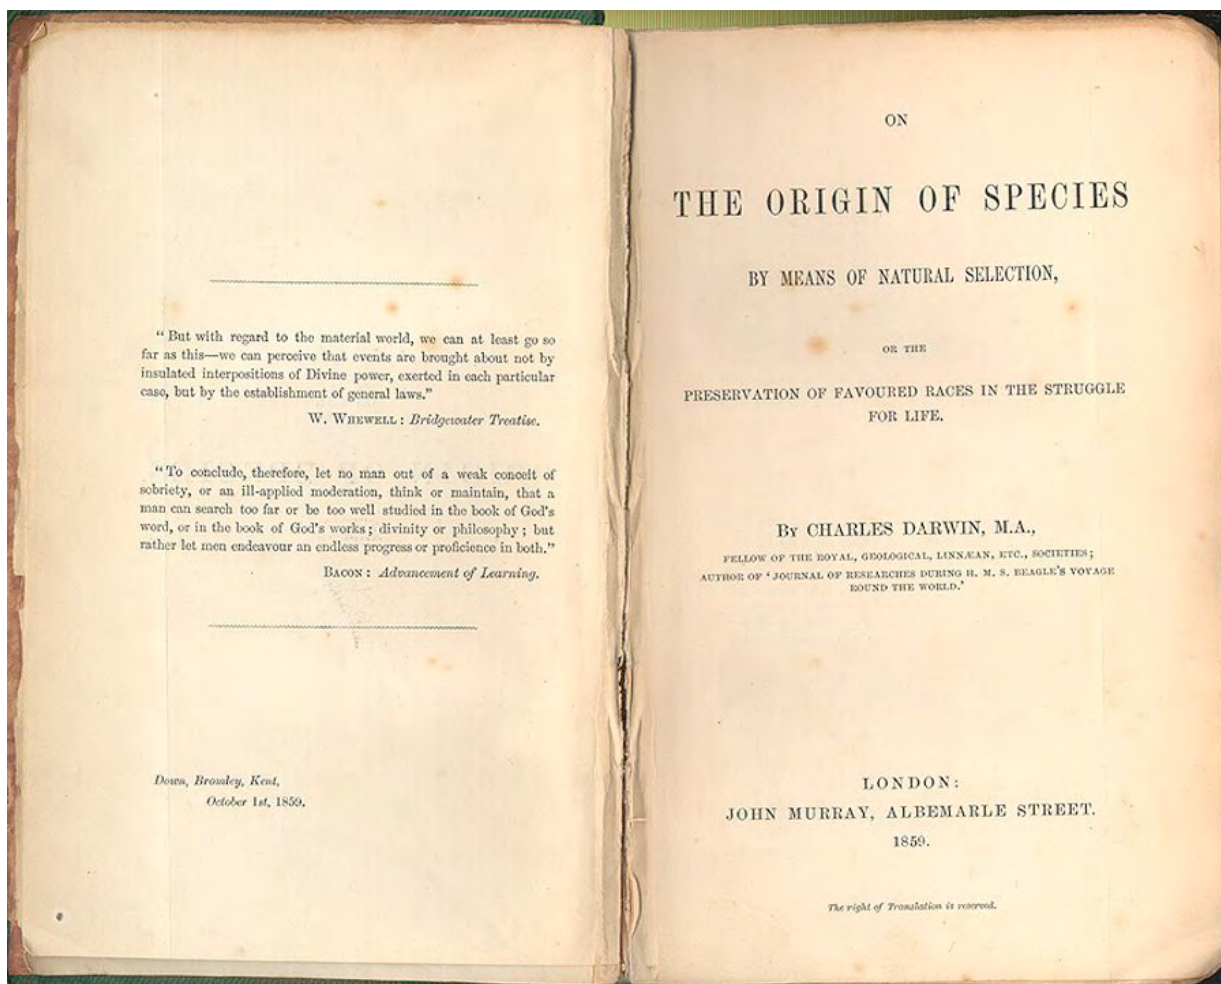 “But with regard to the material world, we can at least go so
far as this—we can perceive that events are brought about not by
insulated interpositions of Divine power, exerted in each particular
case, but by the establishment of general laws.”
W. WHEWELL: Bridgewater Treatise.
“To conclude, therefore, let no man out of a weak conceit of
sobriety, or an ill-applied moderation, think or maintain, that a
man can search too far or be too well studied in the book of God's
word, or in the book of God's works; divinity or philosophy; but
rather let men endeavour an endless progress or proficience in both.”
BACON: Advancement of Learning.
Down, Bromley, Kent,
October 1st, 1859.
ON
THE ORIGIN OF SPECIES
BY MEANS OF NATURAL SELECTION,
OR THE
PRESERVATION OF FAVOURED RACES IN THE STRUGGLE
FOR LIFE.
BY CHARLES DARWIN, M.A.,
FELLOW OF THE ROYAL, GEOLOGICAL, LINNÆAN, ETC., SOCIETIES;
AUTHOR OF ‘JOURNAL OF RESEARCHES DURING H. M. S. BEAGLE'S VOYAGE
ROUND THE WORLD.’
LONDON:
JOHN MURRAY, ALBEMARLE STREET.
1859.
The right of Translation is reserved.